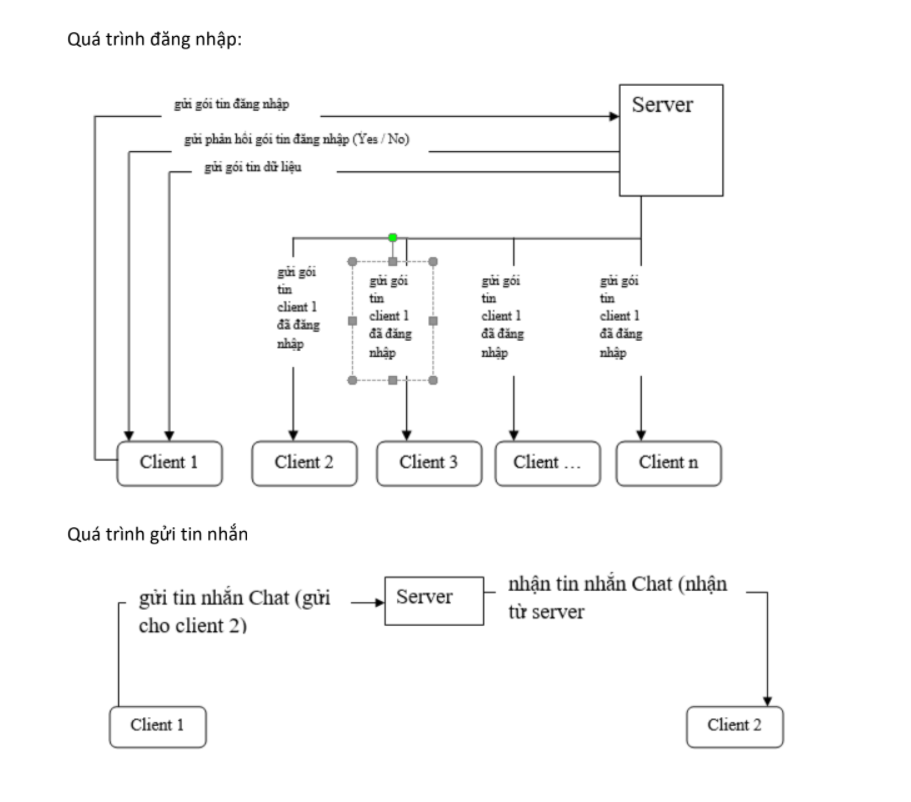 Quá trình đăng nhập:
gửi gói tin đăng nhập
Server
gửi phản hồi gói tin đăng nhập (Yes / No)
gửi gói tin dữ liệu
gửi gói
tin
client 1
đã đăng
nhập
gửi gói
tin
client 1
đã đăng
nhập
gửi gói
tin
client 1
đã đăng
nhập
gửi gói
tin
client 1
đã đăng
nhập
Client 1
Client 2
Client 3
Client ...
Client n
Quá trình gửi tin nhắn
gửi tin nhắn Chat (gửi
cho client 2)
Server
nhận tin nhắn Chat (nhận
từ server
Client 1
Client 2